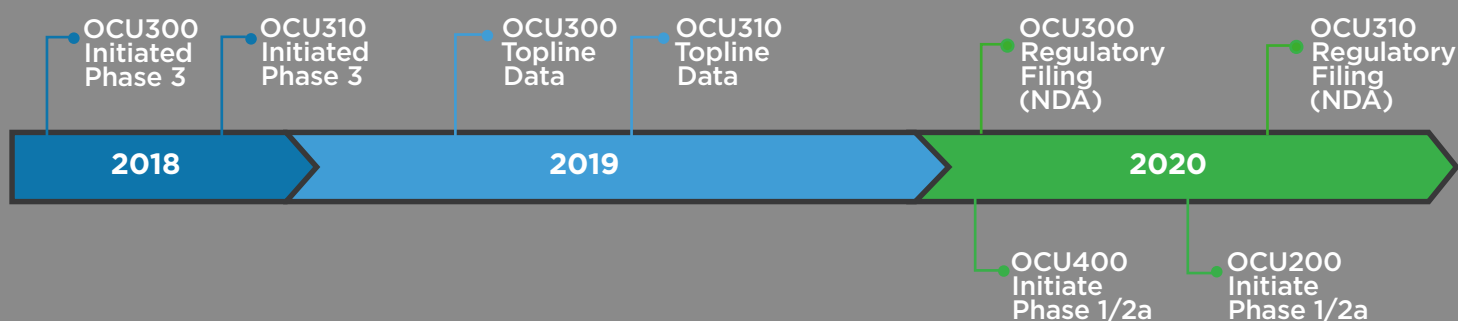 OCU300
Initiated
Phase 3
OCU310
Initiated
Phase 3
OCU300
Topline
Data
OCU310
Topline
Data
OCU300
Regulatory
Filing
(NDA)
OCU310
Regulatory
Filing
(NDA)
2018
2019
2020
OCU400
Initiate
Phase 1/2a
OCU200
Initiate
Phase 1/2a